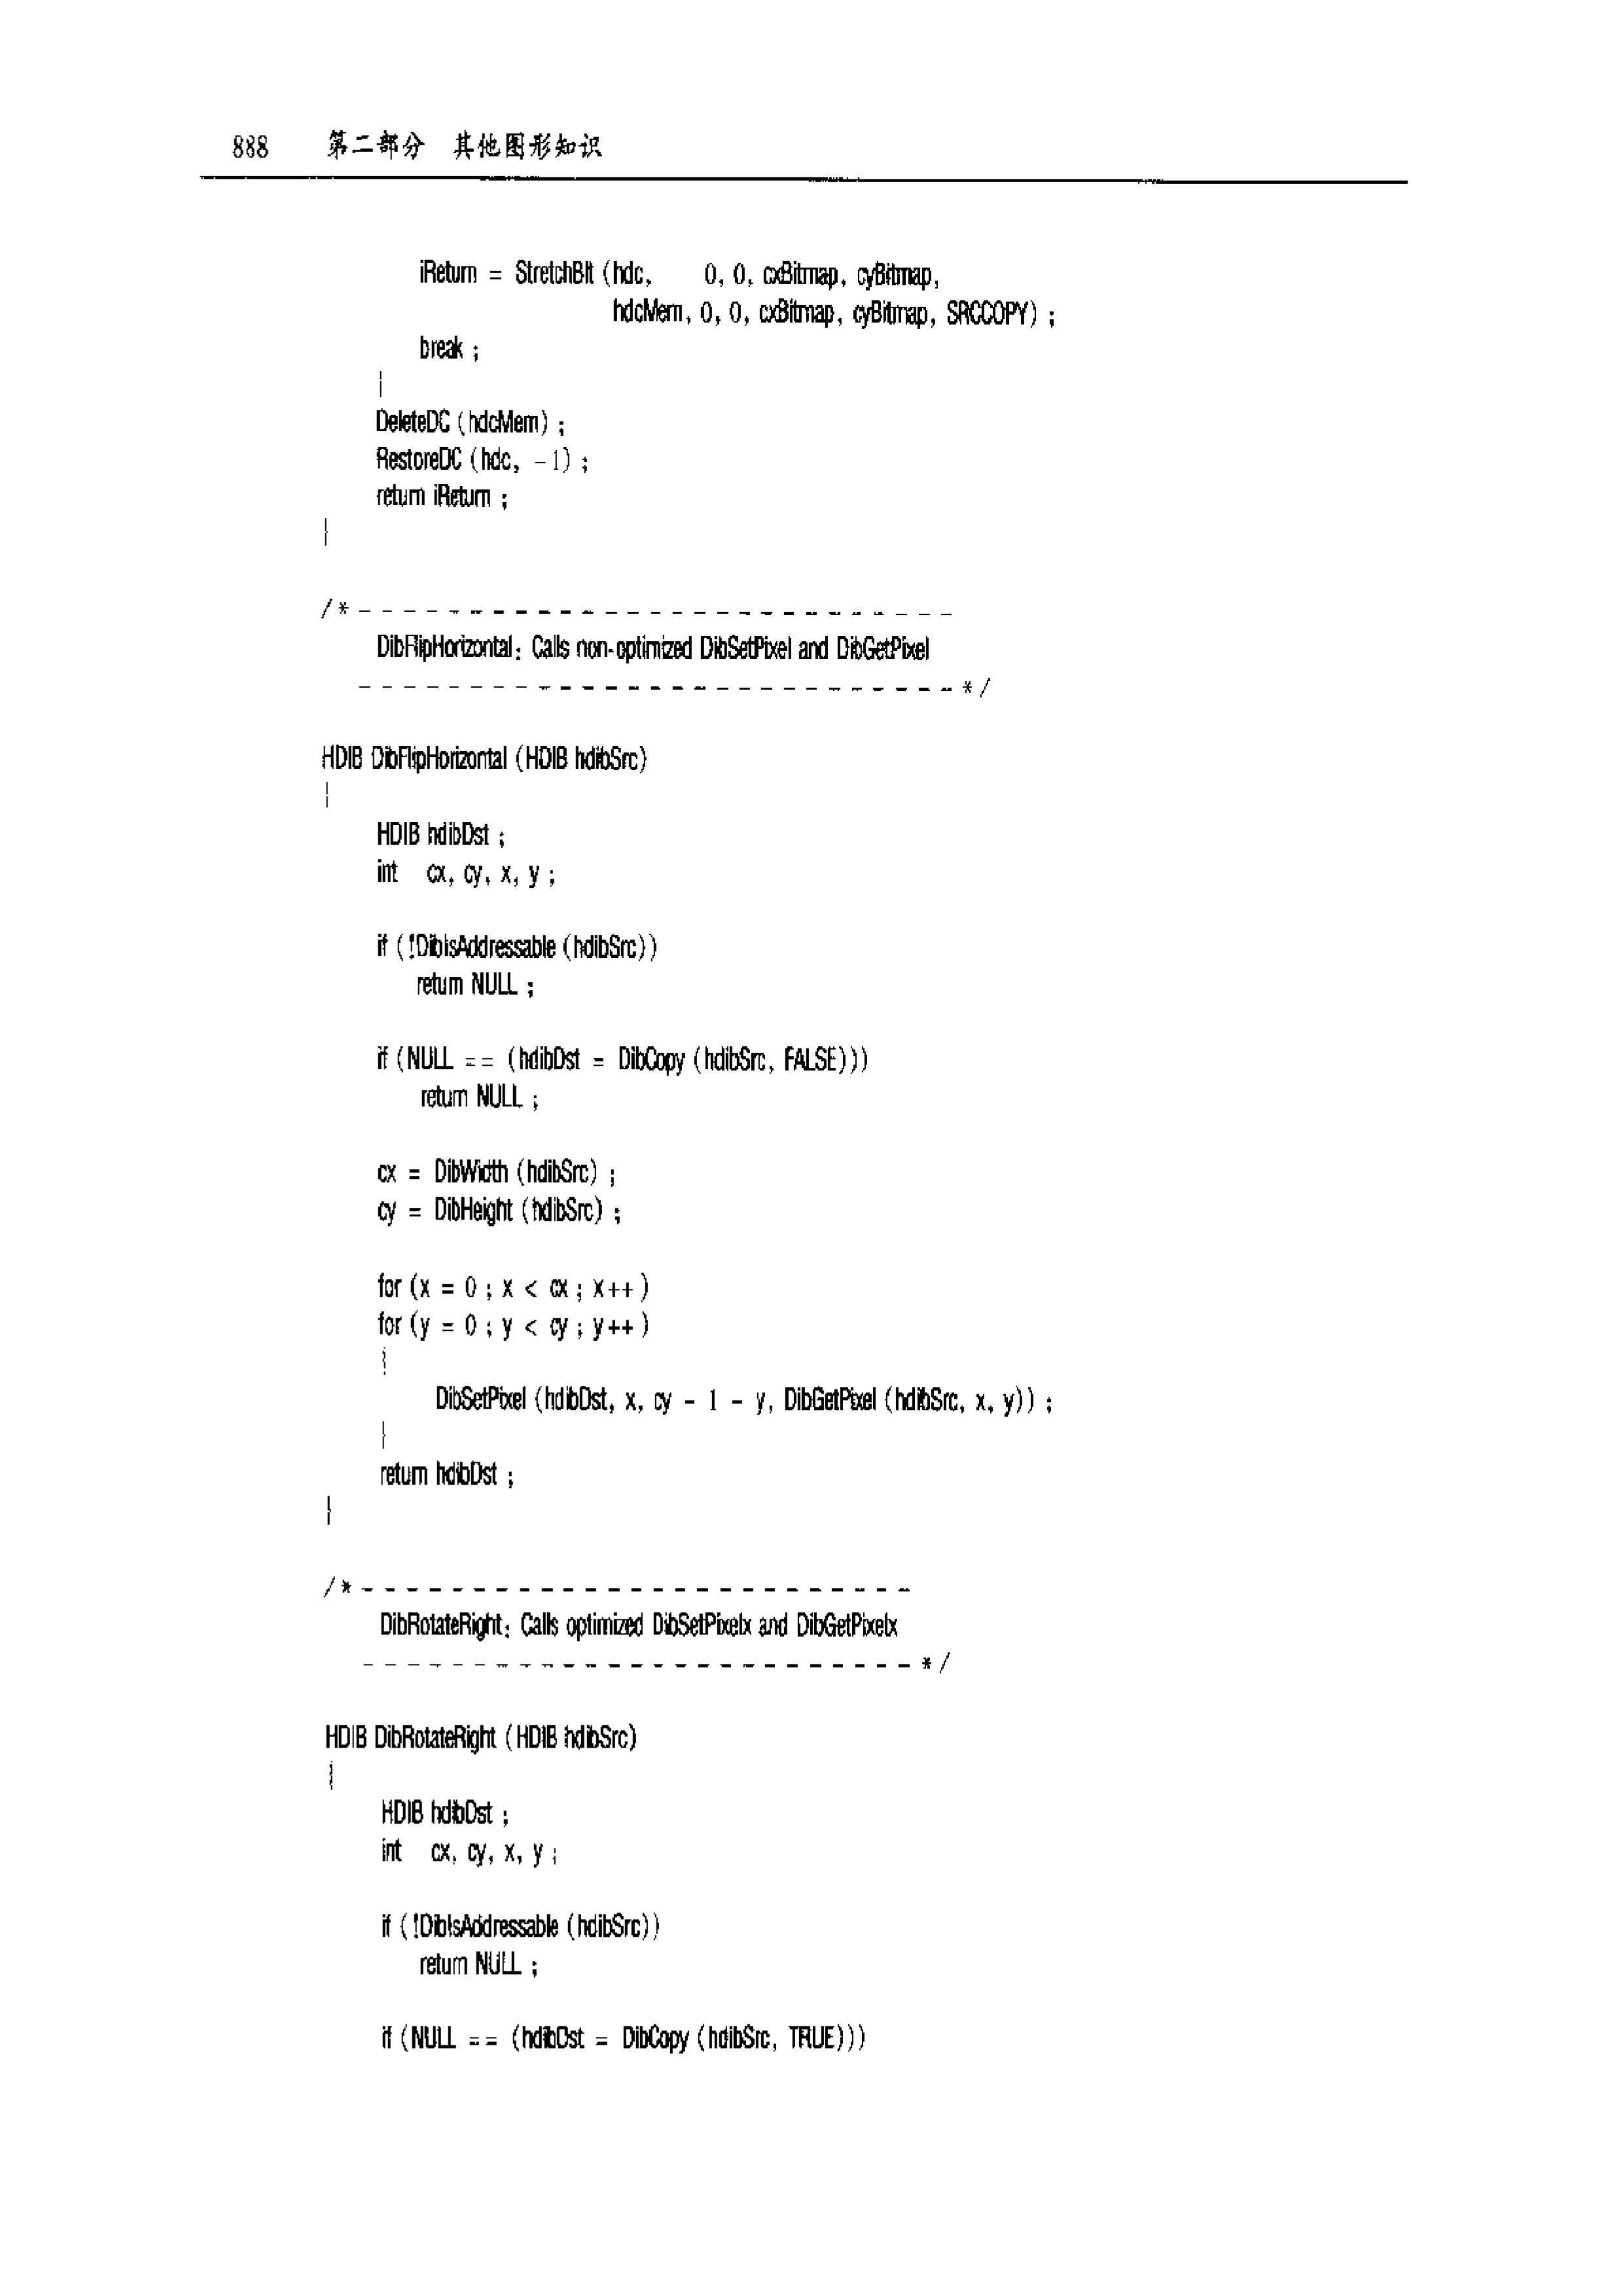 888 第二部分 其他图形知识
iReturn = StretchBlt (hdc, 0, 0, cxBitmap, cyBitmap,
hdcMem, 0, 0, cxBitmap, cyBitmap, SRCCOPY) ;
break ;
}
DeleteDC (hdcMem) ;
RestoreDC (hdc, -1) ;
return iReturn ;
}
/* - - - - - - - - - - - - - - - - - - - - - - - - - - -
DibFlipHorizontal: Calls non-optimized DibSetPixel and DibGetPixel
- - - - - - - - - - - - - - - - - - - - - - - - - - - */
HDIB DibFlipHorizontal (HDIB hdibSrc)
{
HDIB hdibDst ;
int cx, cy, x, y ;
if (!DibIsAddressable (hdibSrc))
return NULL ;
if (NULL == (hdibDst = DibCopy (hdibSrc, FALSE)))
return NULL ;
cx = DibWidth (hdibSrc) ;
cy = DibHeight (hdibSrc) ;
for (x = 0 ; x < cx ; x++ )
for (y = 0 ; y < cy ; y++ )
{
DibSetPixel (hdibDst, x, cy - 1 - y, DibGetPixel (hdibSrc, x, y)) ;
}
return hdibDst ;
}
/* - - - - - - - - - - - - - - - - - - - - - - - - -
DibRotateRight: Calls optimized DibSetPixelx and DibGetPixelx
- - - - - - - - - - - - - - - - - - - - - - - - - */
HDIB DibRotateRight (HDIB hdibSrc)
{
HDIB hdibDst ;
int cx, cy, x, y ;
if (!DibIsAddressable (hdibSrc))
return NULL ;
if (NULL == (hdibDst = DibCopy (hdibSrc, TRUE)))